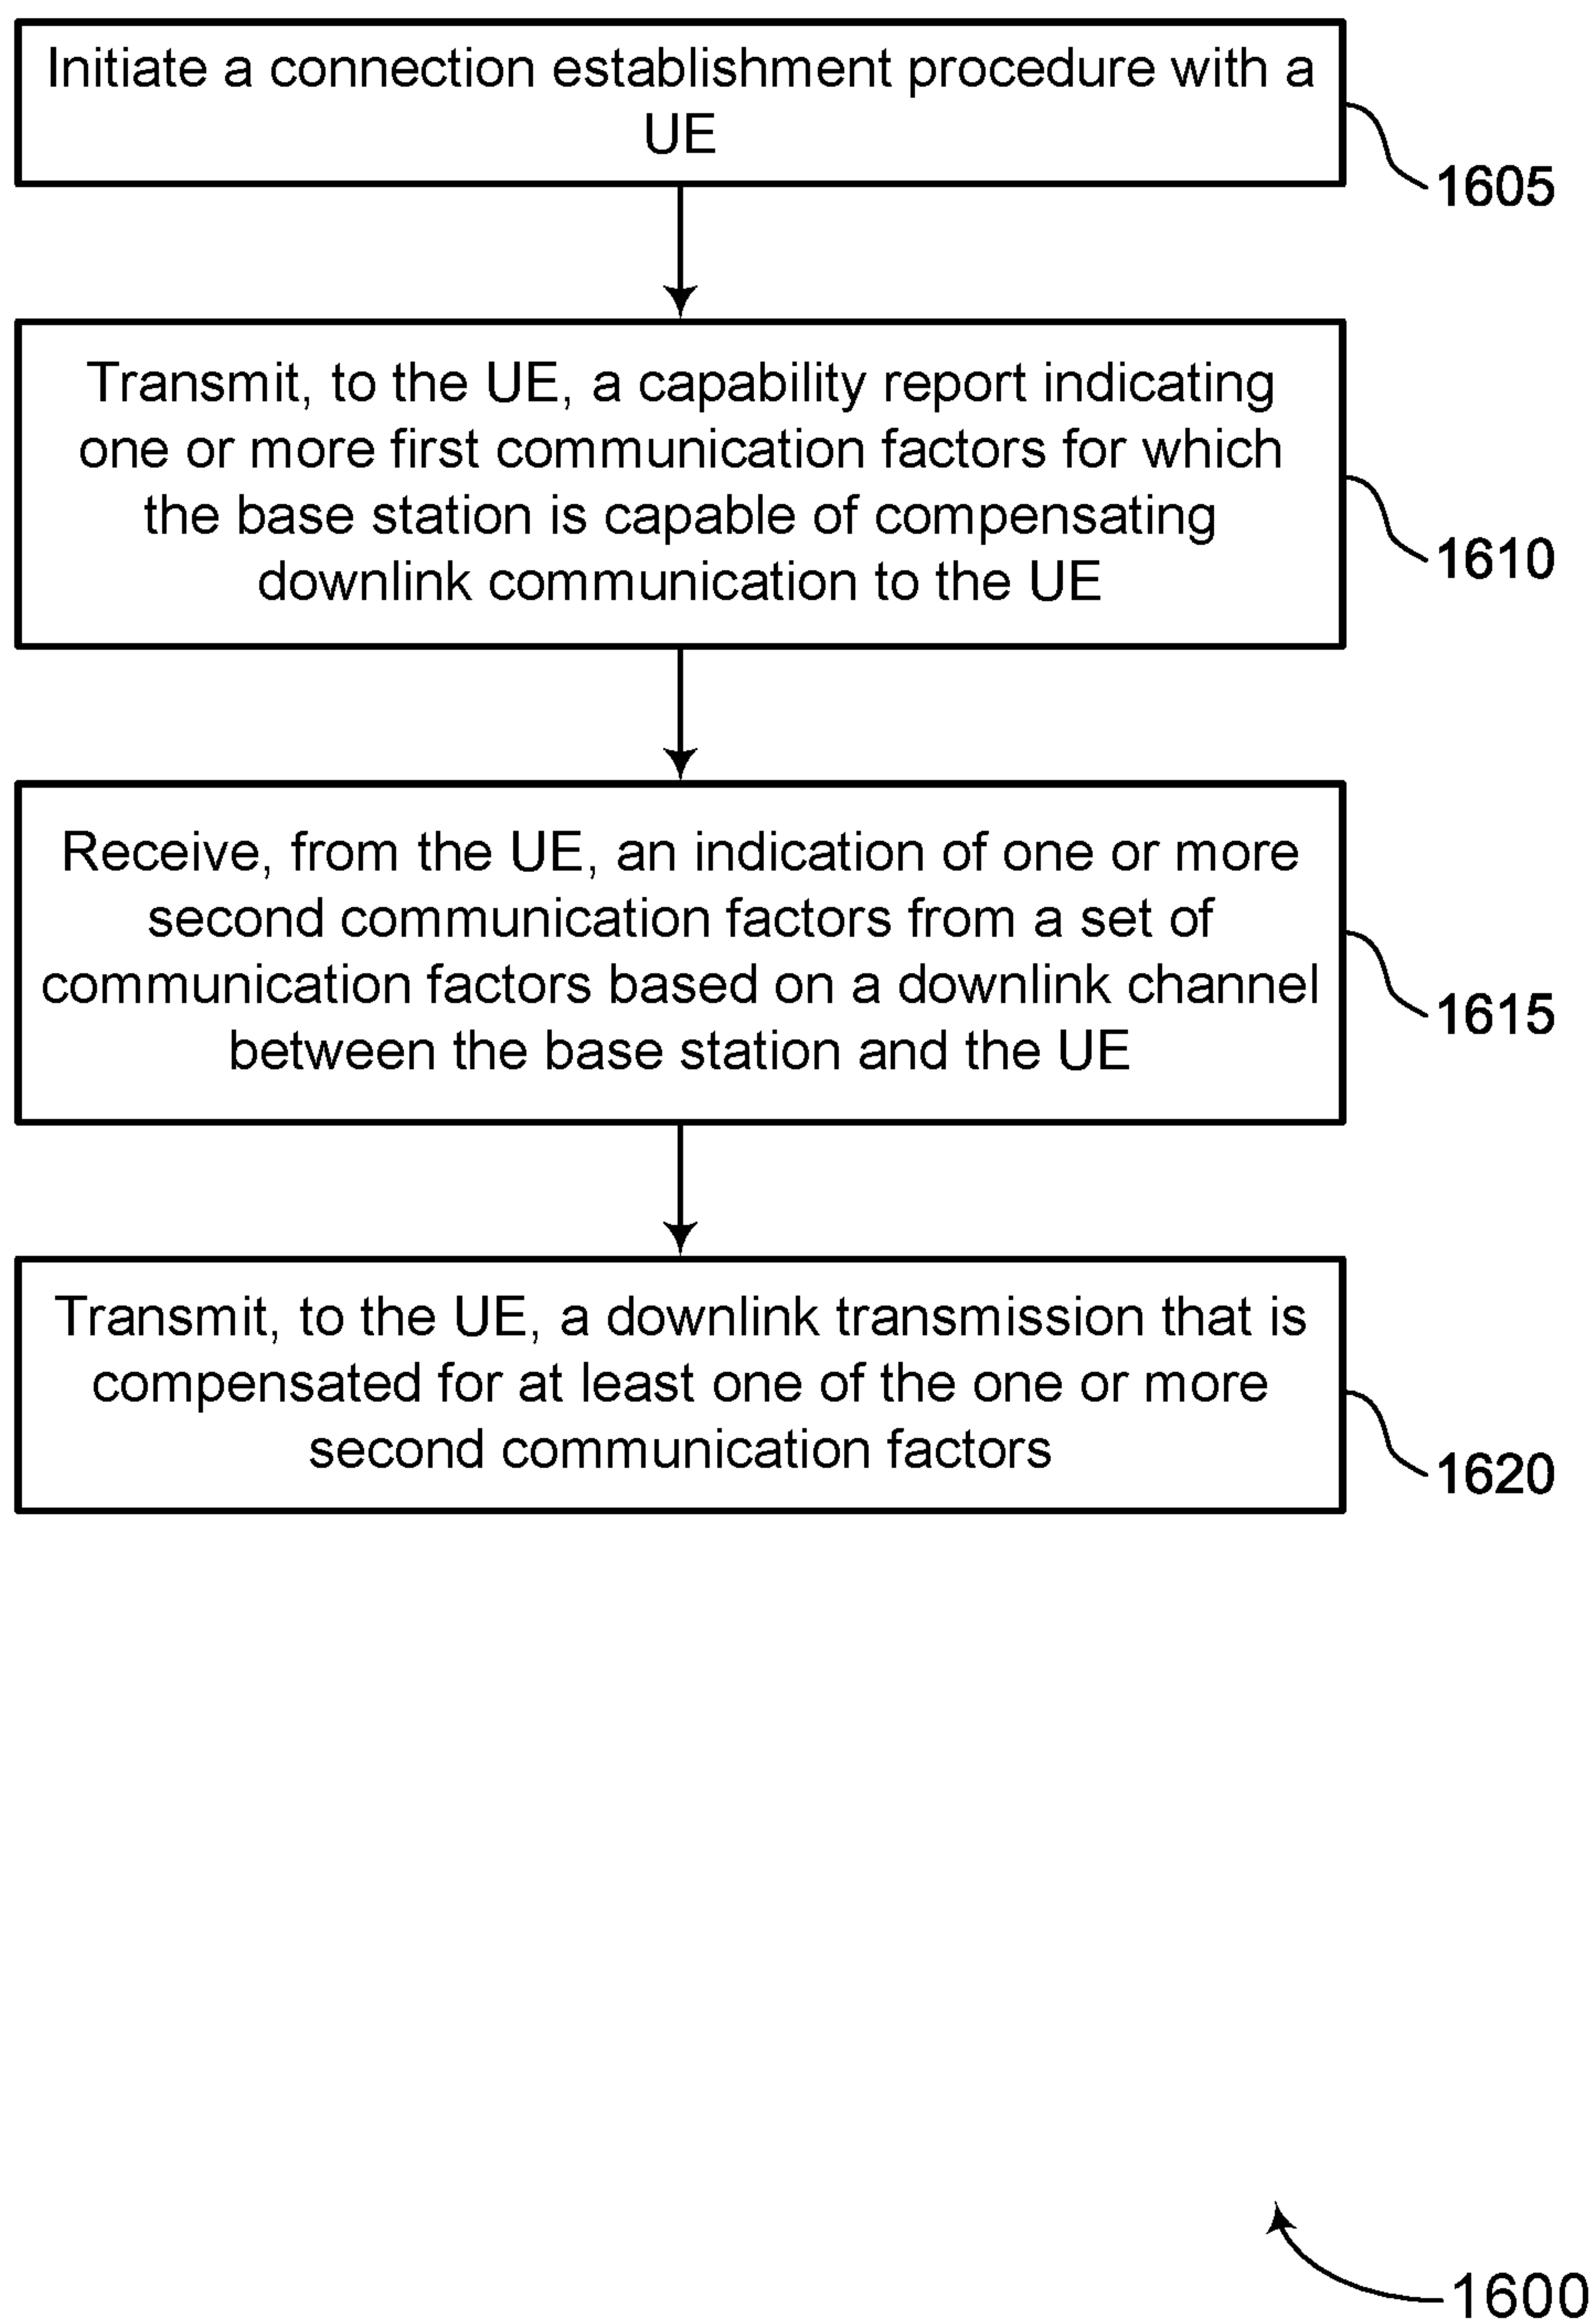 Initiate a connection establishment procedure with a
UE
1605
Transmit, to the UE, a capability report indicating
one or more first communication factors for which
the base station is capable of compensating
downlink communication to the UE
1610
Receive, from the UE, an indication of one or more
second communication factors from a set of
communication factors based on a downlink channel
between the base station and the UE
1615
Transmit, to the UE, a downlink transmission that is
compensated for at least one of the one or more
second communication factors
1620
1600